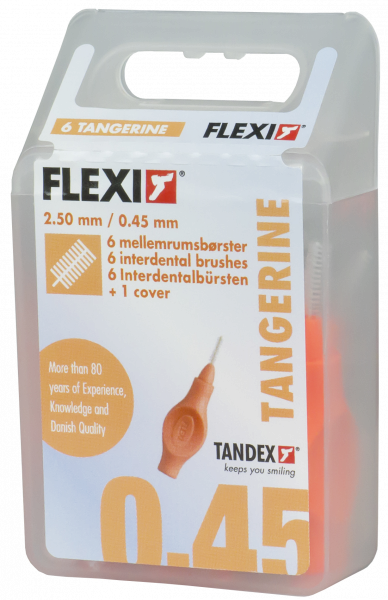 6 TANGERINE FLEXI®
FLEXI®
2.50 mm / 0.45 mm
6 mellemrumsbørster
6 interdental brushes
6 Interdentalbürsten
+ 1 cover
TANGERINE
More than 80
years of Experience,
Knowledge and
Danish Quality
TANDEX®
keeps you smiling
0.45